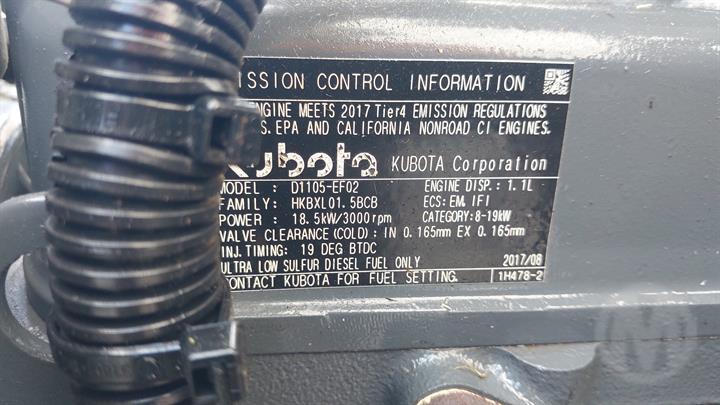 ISSION CONTROL INFORMATION
ENGINE MEETS 2017 Tier4 EMISSION REGULATIONS
S. EPA AND CALIFORNIA NONROAD CI ENGINES.
Kubota KUBOTA Corporation
MODEL : D1105-EF02 ENGINE DISP.: 1.1L
FAMILY: HKBXL01.5BCB ECS: EM, IFI
POWER : 18.5kW/3000rpm CATEGORY:8-19kW
VALVE CLEARANCE(COLD): IN 0.165mm EX 0.165mm
INJ.TIMING: 19 DEG BTDC
ULTRA LOW SULFUR DIESEL FUEL ONLY 2017/08
CONTACT KUBOTA FOR FUEL SETTING. 1H478-2
M